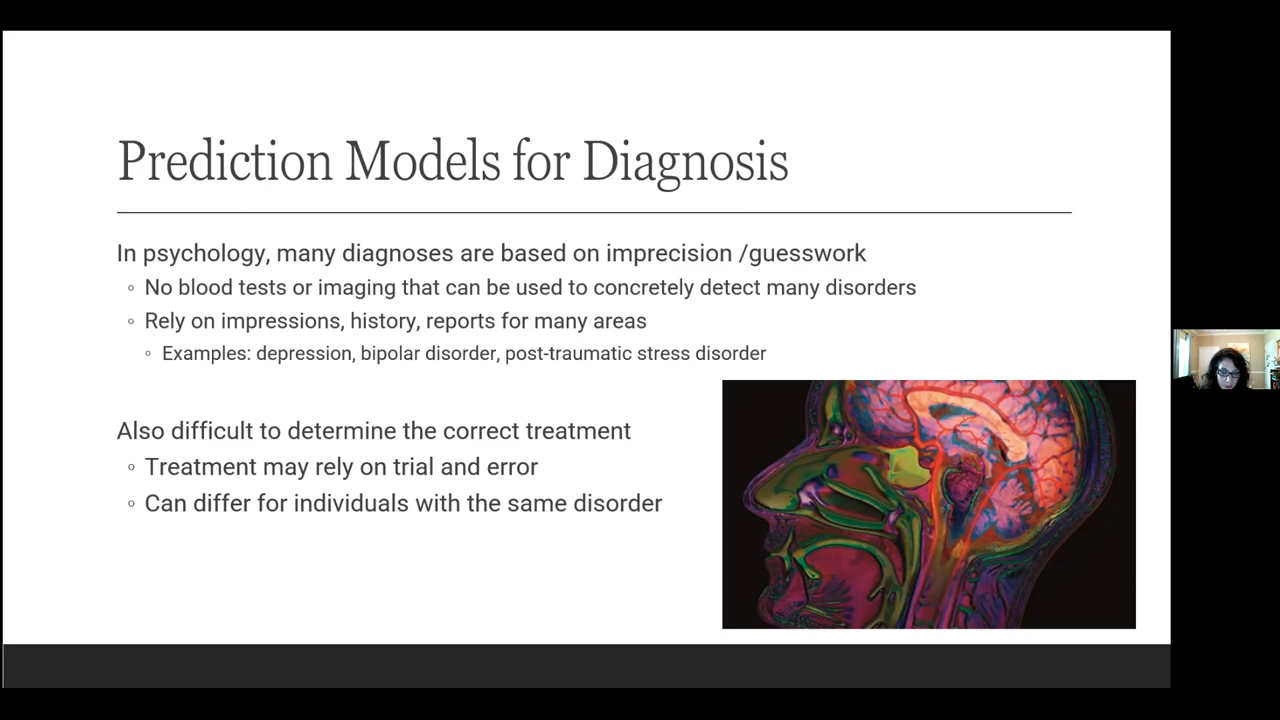 Prediction Models for Diagnosis
In psychology, many diagnoses are based on imprecision /guesswork
◦ No blood tests or imaging that can be used to concretely detect many disorders
◦ Rely on impressions, history, reports for many areas
◦ Examples: depression, bipolar disorder, post-traumatic stress disorder
Also difficult to determine the correct treatment
◦ Treatment may rely on trial and error
◦ Can differ for individuals with the same disorder